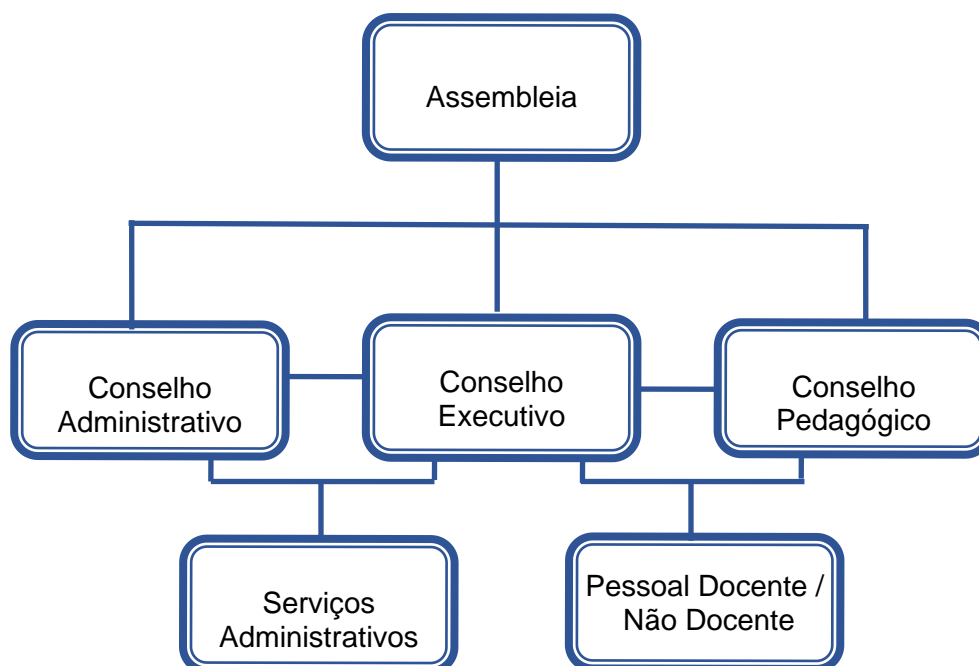 Assembleia
Conselho
Administrativo
Conselho
Executivo
Conselho
Pedagógico
Serviços
Administrativos
Pessoal Docente /
Não Docente